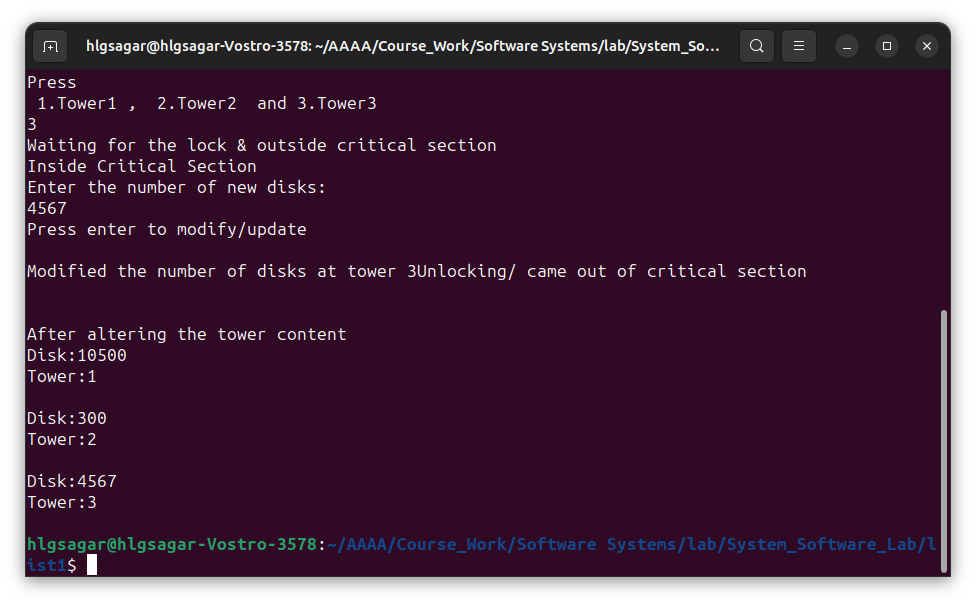 hlgsagar@hlgsagar-Vostro-3578: ~/AAAA/Course_Work/Software Systems/lab/System_So...
Press
1.Tower1 ,  2.Tower2  and 3.Tower3
3
Waiting for the lock & outside critical section
Inside Critical Section
Enter the number of new disks:
4567
Press enter to modify/update
Modified the number of disks at tower 3Unlocking/ came out of critical section
After altering the tower content
Disk:10500
Tower:1
Disk:300
Tower:2
Disk:4567
Tower:3
hlgsagar@hlgsagar-Vostro-3578:~/AAAA/Course_Work/Software Systems/lab/System_Software_Lab/l
ist1$